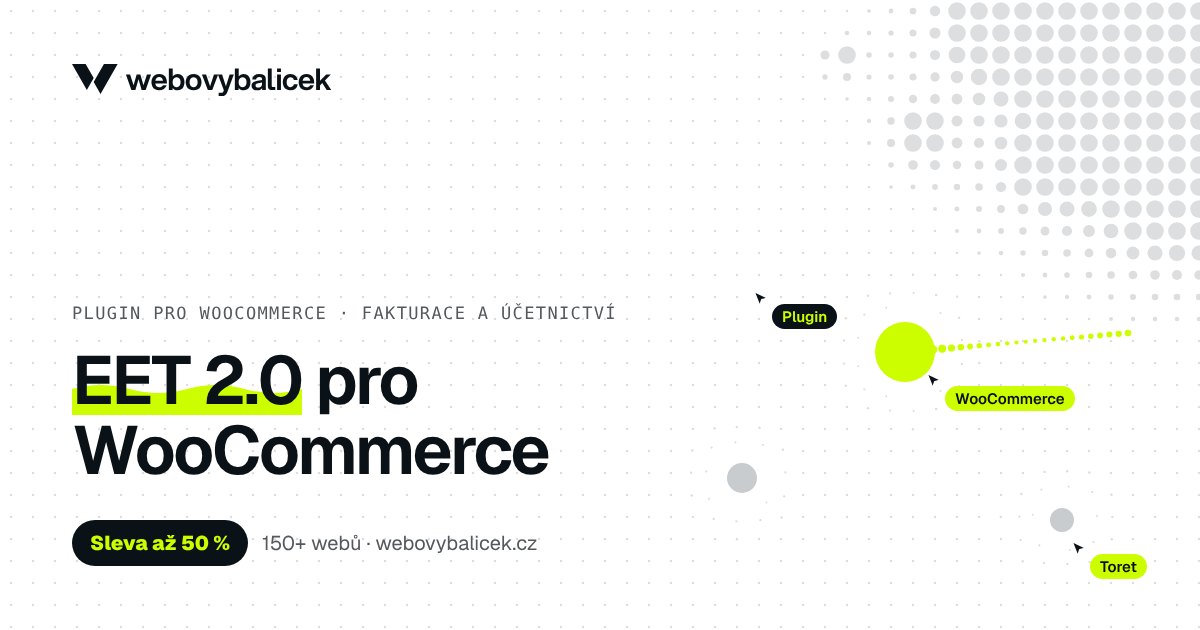 webovybalicek
PLUGIN PRO WOOCOMMERCE · FAKTURACE A ÚČETNICTVÍ
EET 2.0 pro
WooCommerce
Sleva až 50 %
150+ webů · webovybalicek.cz
Plugin
WooCommerce
Toret